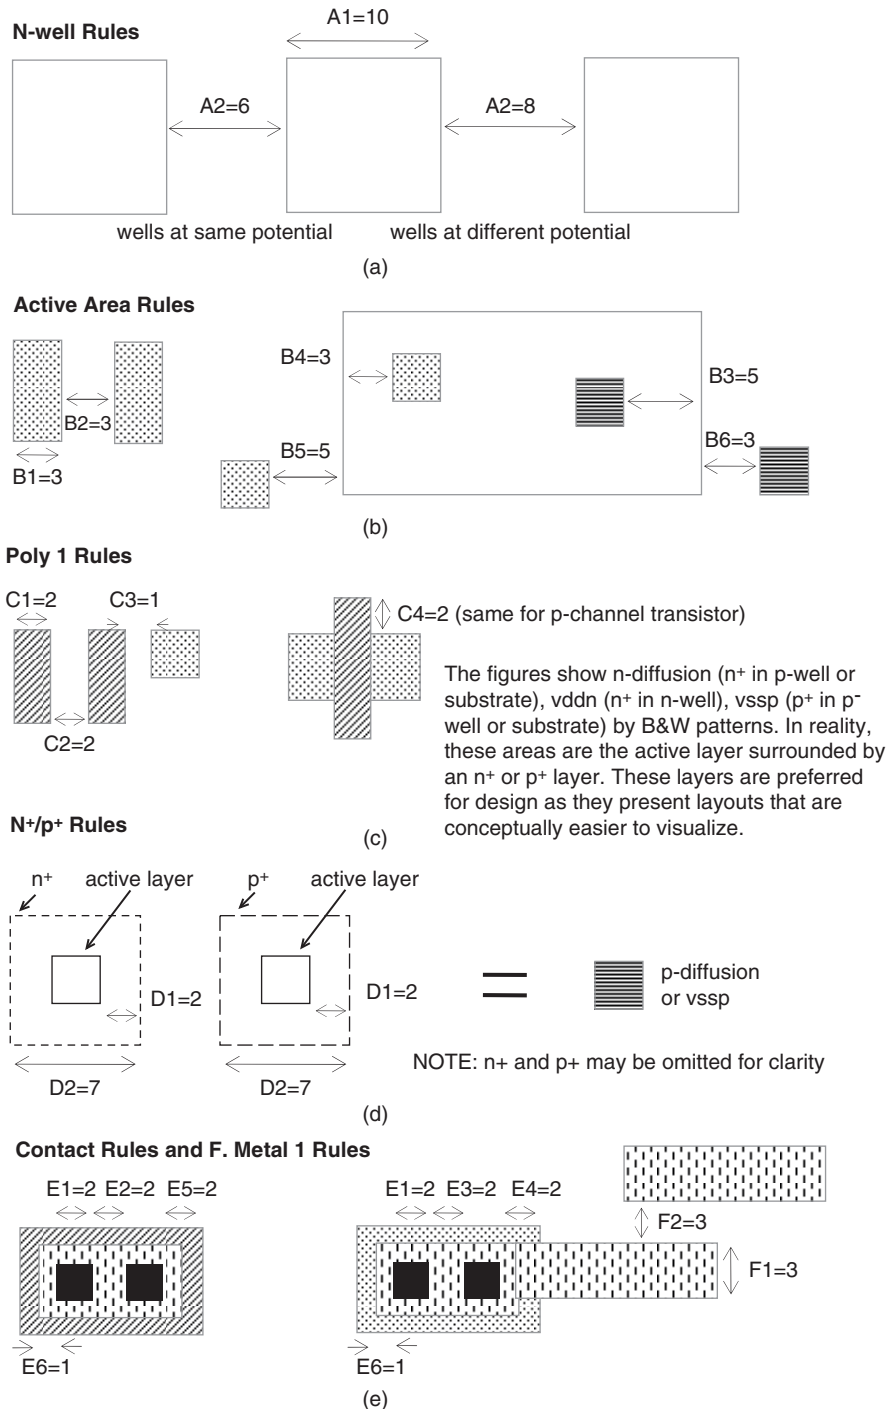 N-well Rules
A1=10
A2=6
A2=8
wells at same potential
wells at different potential
(a)
Active Area Rules
B2=3
B1=3
B4=3
B5=5
B3=5
B6=3
(b)
Poly 1 Rules
C1=2
C3=1
C2=2
C4=2 (same for p-channel transistor)
The figures show n-diffusion (n+ in p-well or
substrate), vddn (n+ in n-well), vssp (p+ in p-
well or substrate) by B&W patterns. In reality,
these areas are the active layer surrounded by
an n+ or p+ layer. These layers are preferred
for design as they present layouts that are
conceptually easier to visualize.
(c)
N+/p+ Rules
n+
active layer
D1=2
D2=7
p+
active layer
D1=2
D2=7
p-diffusion
or vssp
NOTE: n+ and p+ may be omitted for clarity
(d)
Contact Rules and F. Metal 1 Rules
E1=2
E2=2
E5=2
E6=1
E1=2
E3=2
E4=2
E6=1
F2=3
F1=3
(e)